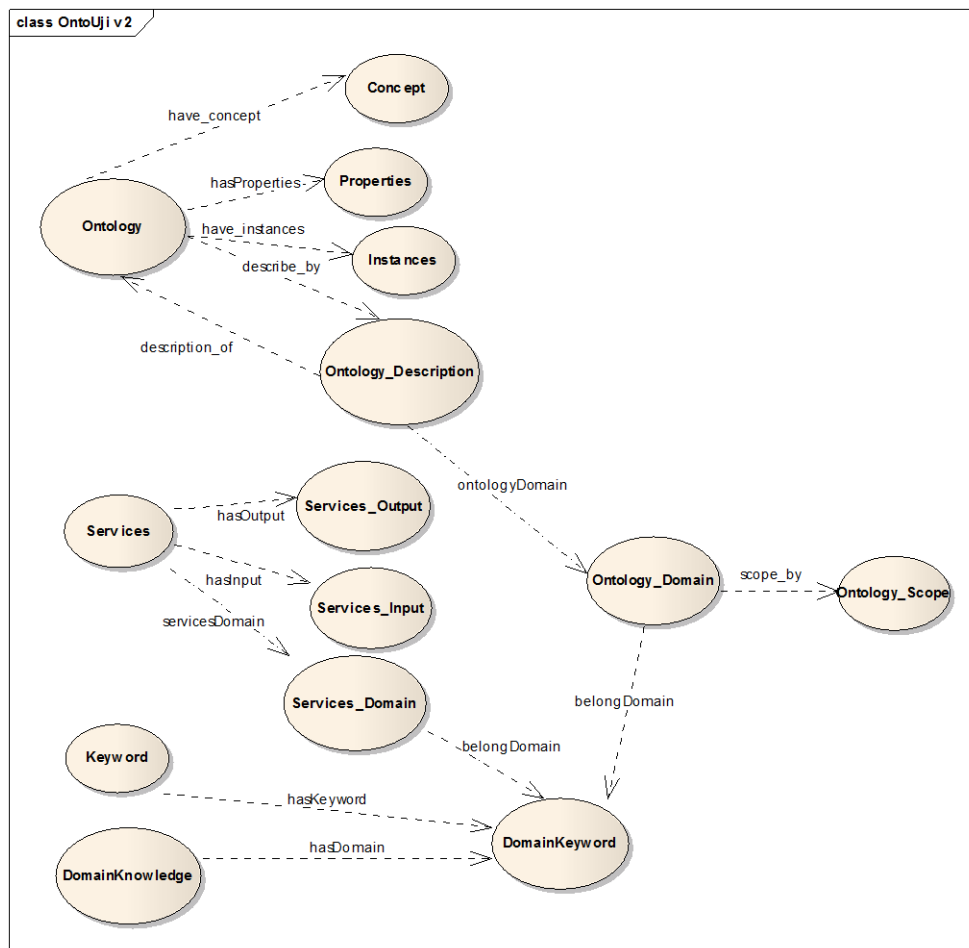 class OntoUji v 2
Concept
have_concept
hasProperties
Properties
Ontology
have_instances
Instances
describe_by
description_of
Ontology_Description
ontologyDomain
Services_Output
hasOutput
Services
hasInput
Ontology_Domain
scope_by
Ontology_Scope
Services_Input
servicesDomain
Services_Domain
belongDomain
belongDomain
Keyword
hasKeyword
DomainKeyword
hasDomain
DomainKnowledge